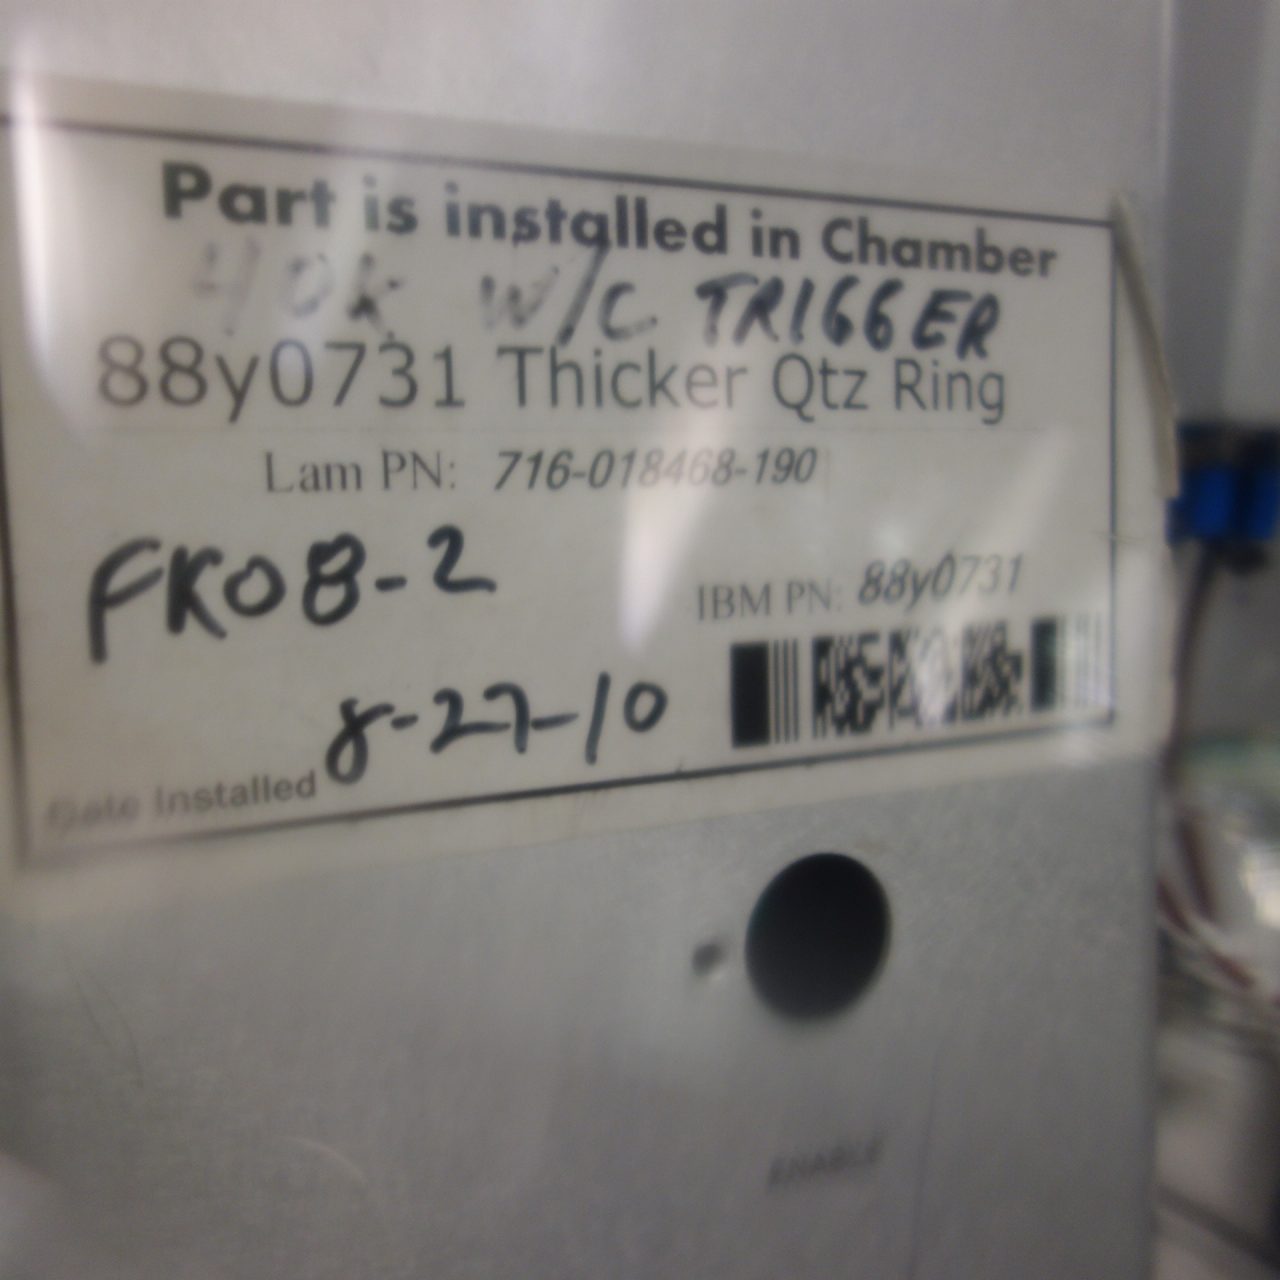 Part is installed in Chamber
40k w/c TRIGGER
88y0731 Thicker Qtz Ring
Lam PN: 716-018468-190
FK08-2
IBM PN: 88y0731
8-27-10
Date Installed
ENABLE